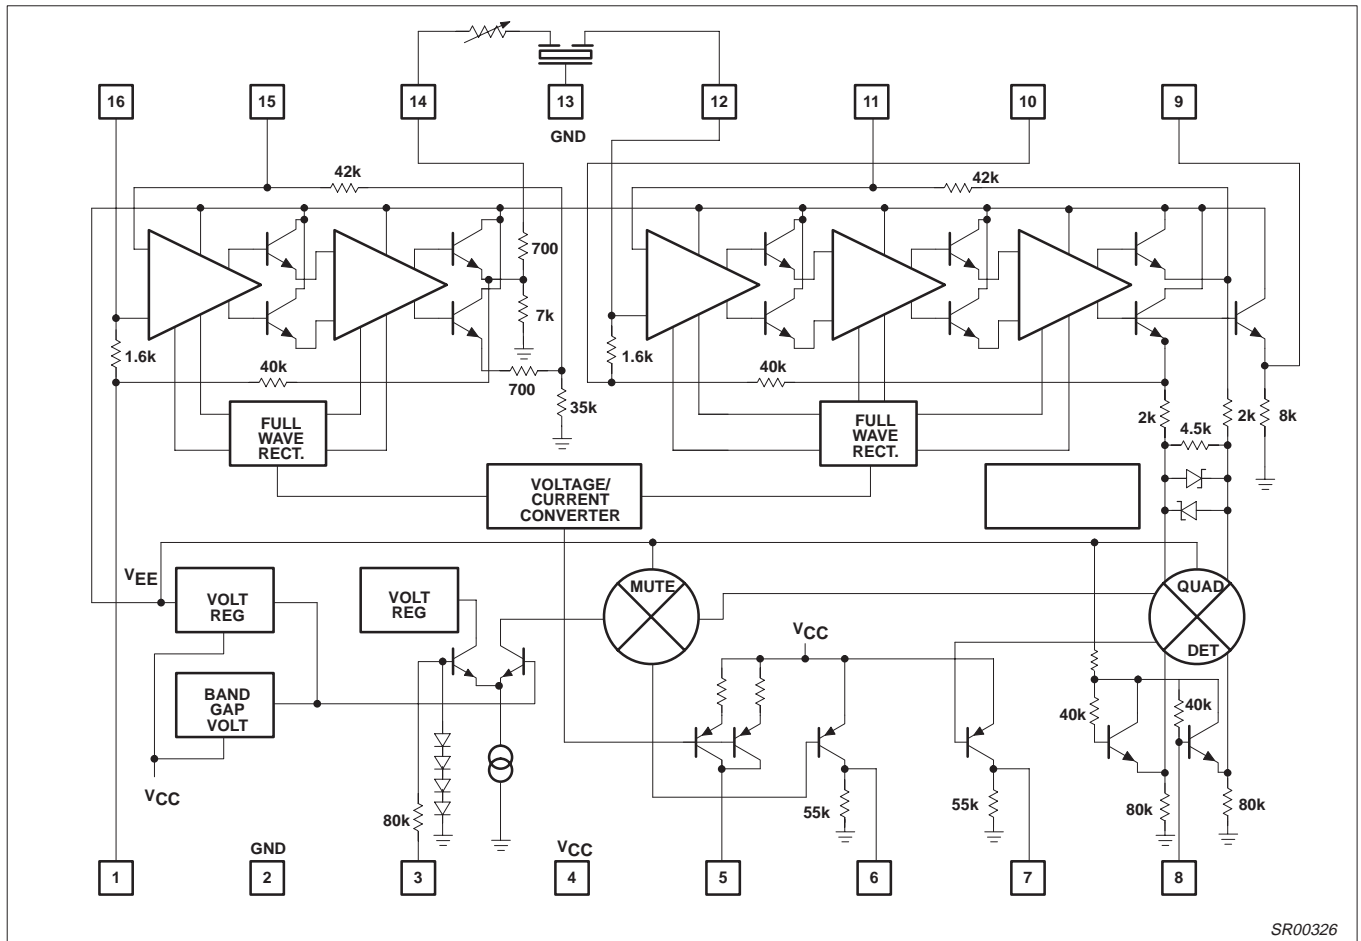 16
15
14
13
12
11
10
9
GND
42k
42k
700
7k
1.6k
40k
700
35k
1.6k
40k
2k
2k
8k
4.5k
FULL
WAVE
RECT.
FULL
WAVE
RECT.
VOLTAGE/
CURRENT
CONVERTER
VEE
VOLT
REG
VOLT
REG
MUTE
QUAD
DET
VCC
BAND
GAP
VOLT
VCC
40k
40k
80k
55k
55k
80k
80k
GND
VCC
1
2
3
4
5
6
7
8
SR00326